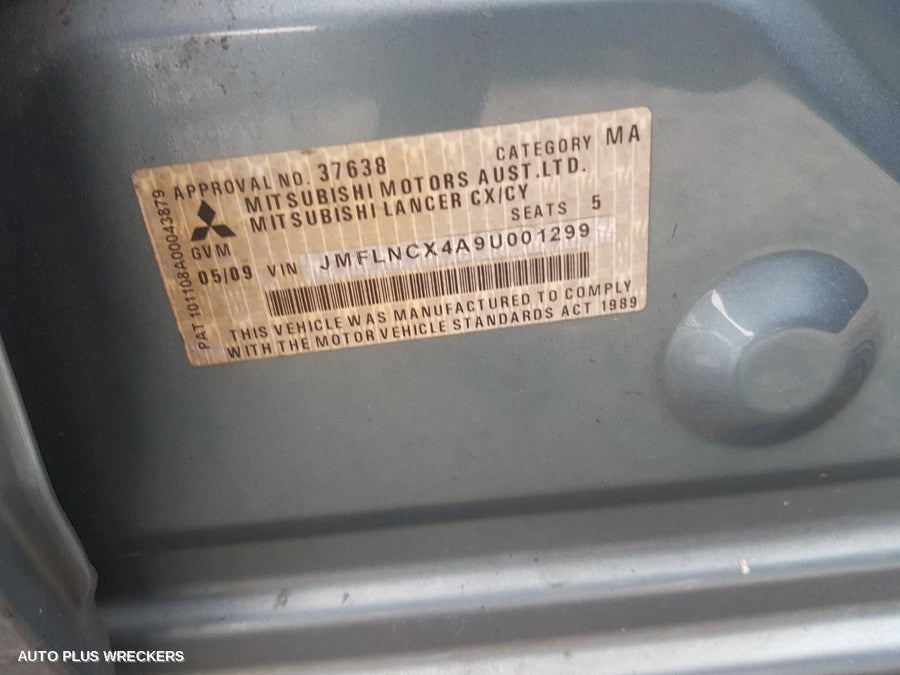 APPROVAL NO. 37638 CATEGORY MA
MITSUBISHI MOTORS AUST.LTD.
MITSUBISHI LANCER CX/CY
SEATS 5
GVM
05/09 VIN JMFLNCX4A9U001299
THIS VEHICLE WAS MANUFACTURED TO COMPLY
WITH THE MOTOR VEHICLE STANDARDS ACT 1989
PAT 101108A00043879
AUTO PLUS WRECKERS